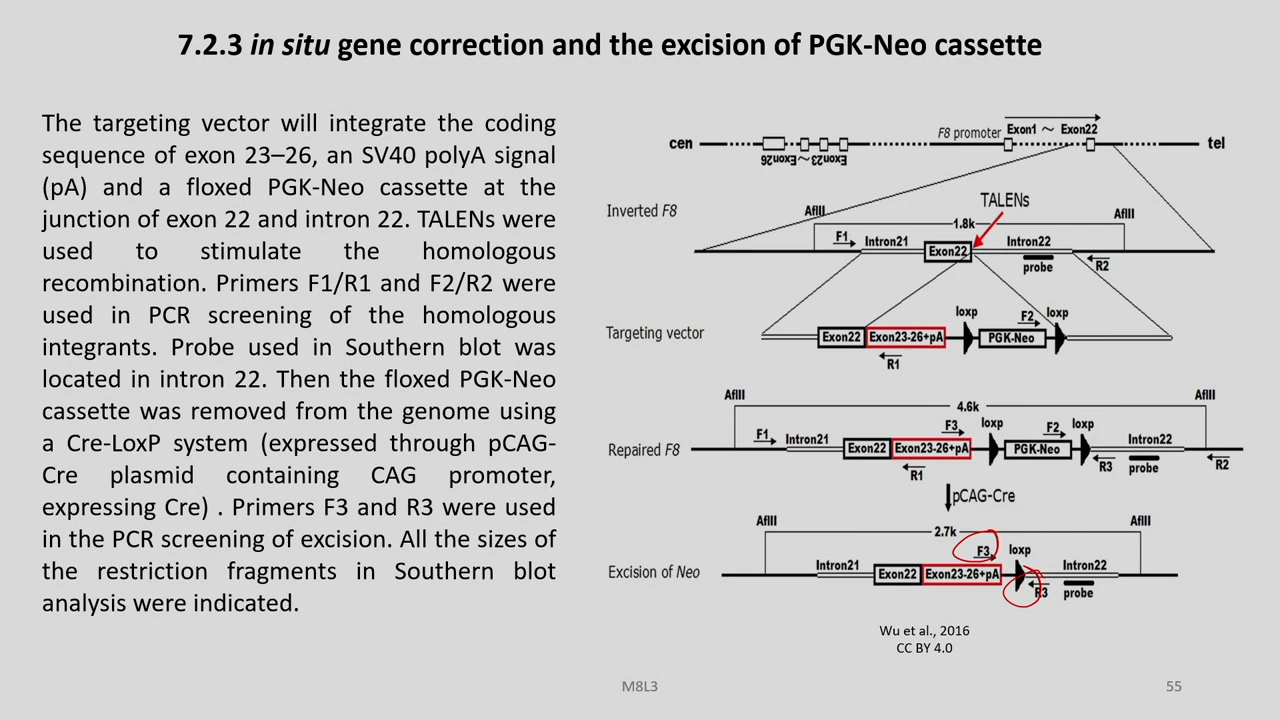 7.2.3 in situ gene correction and the excision of PGK-Neo cassette
The targeting vector will integrate the coding
sequence of exon 23–26, an SV40 polyA signal
(pA) and a floxed PGK-Neo cassette at the
junction of exon 22 and intron 22. TALENs were
used to stimulate the homologous
recombination. Primers F1/R1 and F2/R2 were
used in PCR screening of the homologous
integrants. Probe used in Southern blot was
located in intron 22. Then the floxed PGK-Neo
cassette was removed from the genome using
a Cre-LoxP system (expressed through pCAG-
Cre plasmid containing CAG promoter,
expressing Cre) . Primers F3 and R3 were used
in the PCR screening of excision. All the sizes of
the restriction fragments in Southern blot
analysis were indicated.
F8 promoter Exon1 ～ Exon22
cen tel
Exon23～Exon26
TALENs
Inverted F8 AflII 1.8k AflII
F1 Intron21 Exon22 Intron22
probe R2
loxp F2 loxp
Targeting vector Exon22 Exon23-26+pA PGK-Neo
R1
AflII 4.6k AflII
F1 Intron21 F3 loxp F2 loxp Intron22
Repaired F8 Exon22 Exon23-26+pA PGK-Neo
R1 R3 probe R2
pCAG-Cre
AflII 2.7k AflII
Intron21 F3 loxp Intron22
Excision of Neo Exon22 Exon23-26+pA
R3 probe
Wu et al., 2016
CC BY 4.0
M8L3 55